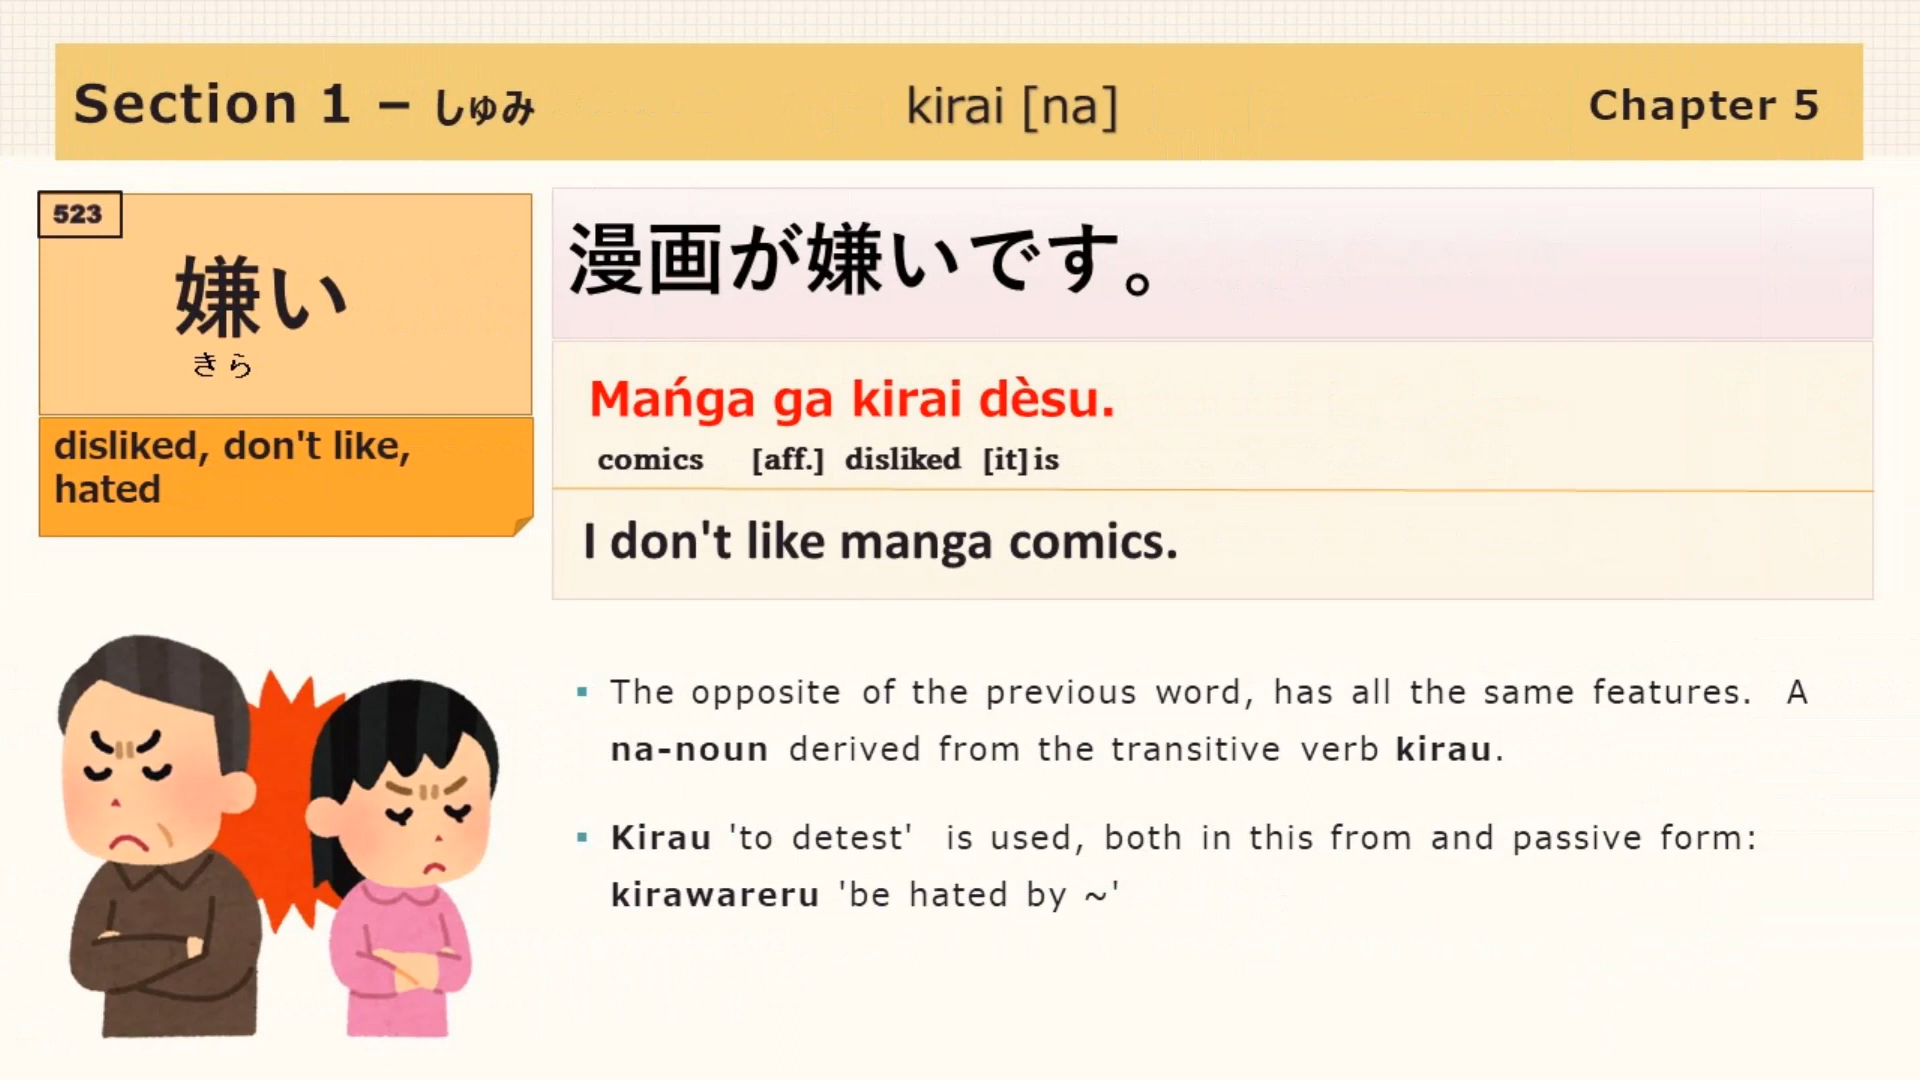 Section 1 – しゅみ kirai [na] Chapter 5
523
嫌い
きら
disliked, don't like,
hated
漫画が嫌いです。
Mańga ga kirai dèsu.
comics [aff.] disliked [it] is
I don't like manga comics.
▪ The opposite of the previous word, has all the same features. A
na-noun derived from the transitive verb kirau.
▪ Kirau 'to detest' is used, both in this from and passive form:
kirawareru 'be hated by ~'